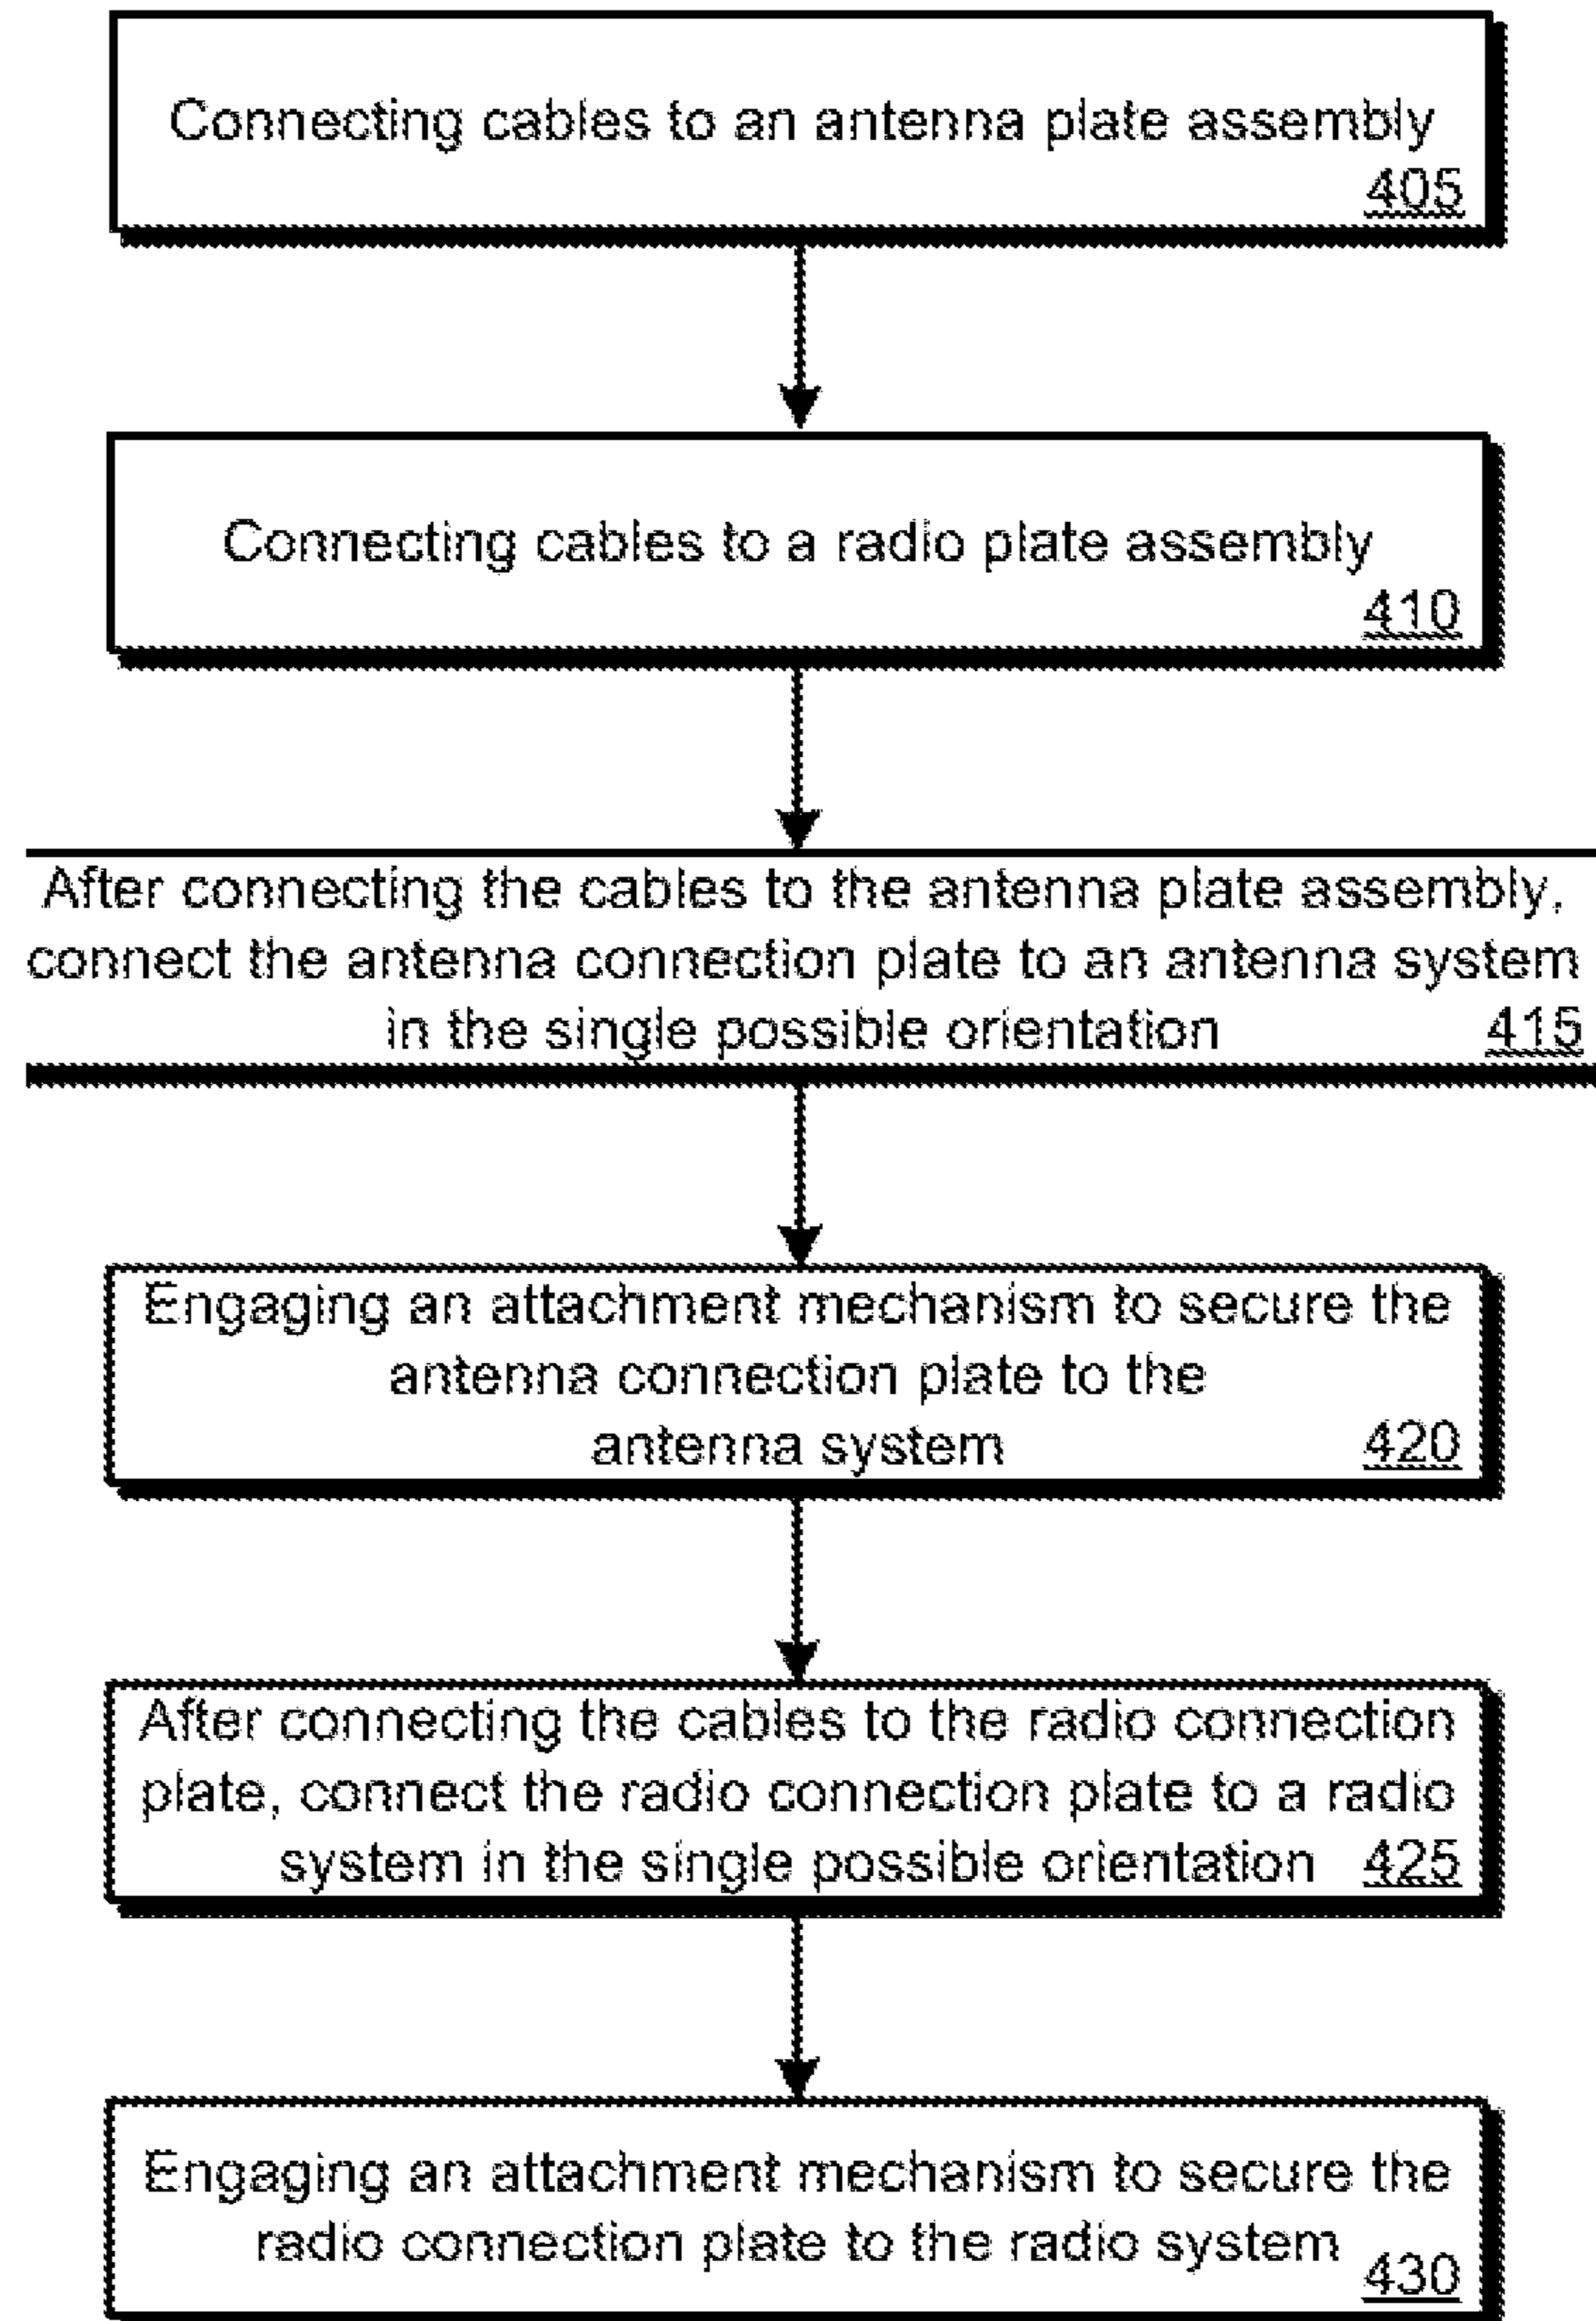 Connecting cables to an antenna plate assembly
405
Connecting cables to a radio plate assembly
410
After connecting the cables to the antenna plate assembly,
connect the antenna connection plate to an antenna system
in the single possible orientation 415
Engaging an attachment mechanism to secure the
antenna connection plate to the
antenna system 420
After connecting the cables to the radio connection
plate, connect the radio connection plate to a radio
system in the single possible orientation 425
Engaging an attachment mechanism to secure the
radio connection plate to the radio system
430